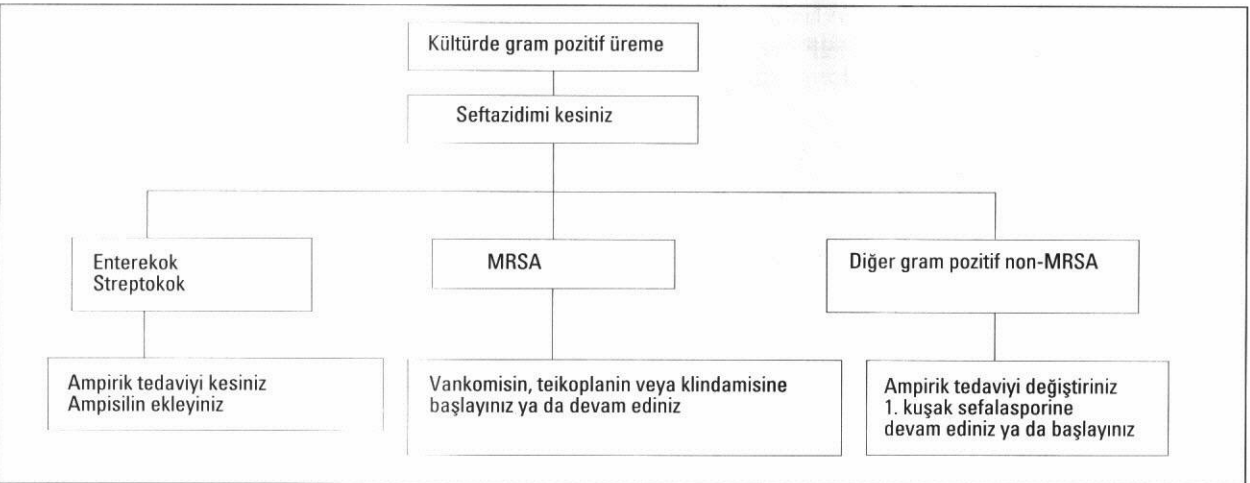 Kültürde gram pozitif üreme
Seftazidimi kesiniz
Enterekok
Streptokok
MRSA
Diğer gram pozitif non-MRSA
Ampirik tedaviyi kesiniz
Ampisilin ekleyiniz
Vankomisin, teikoplanin veya klindamisine
başlayınız ya da devam ediniz
Ampirik tedaviyi değiştiriniz
1. kuşak sefalasporine
devam ediniz ya da başlayınız